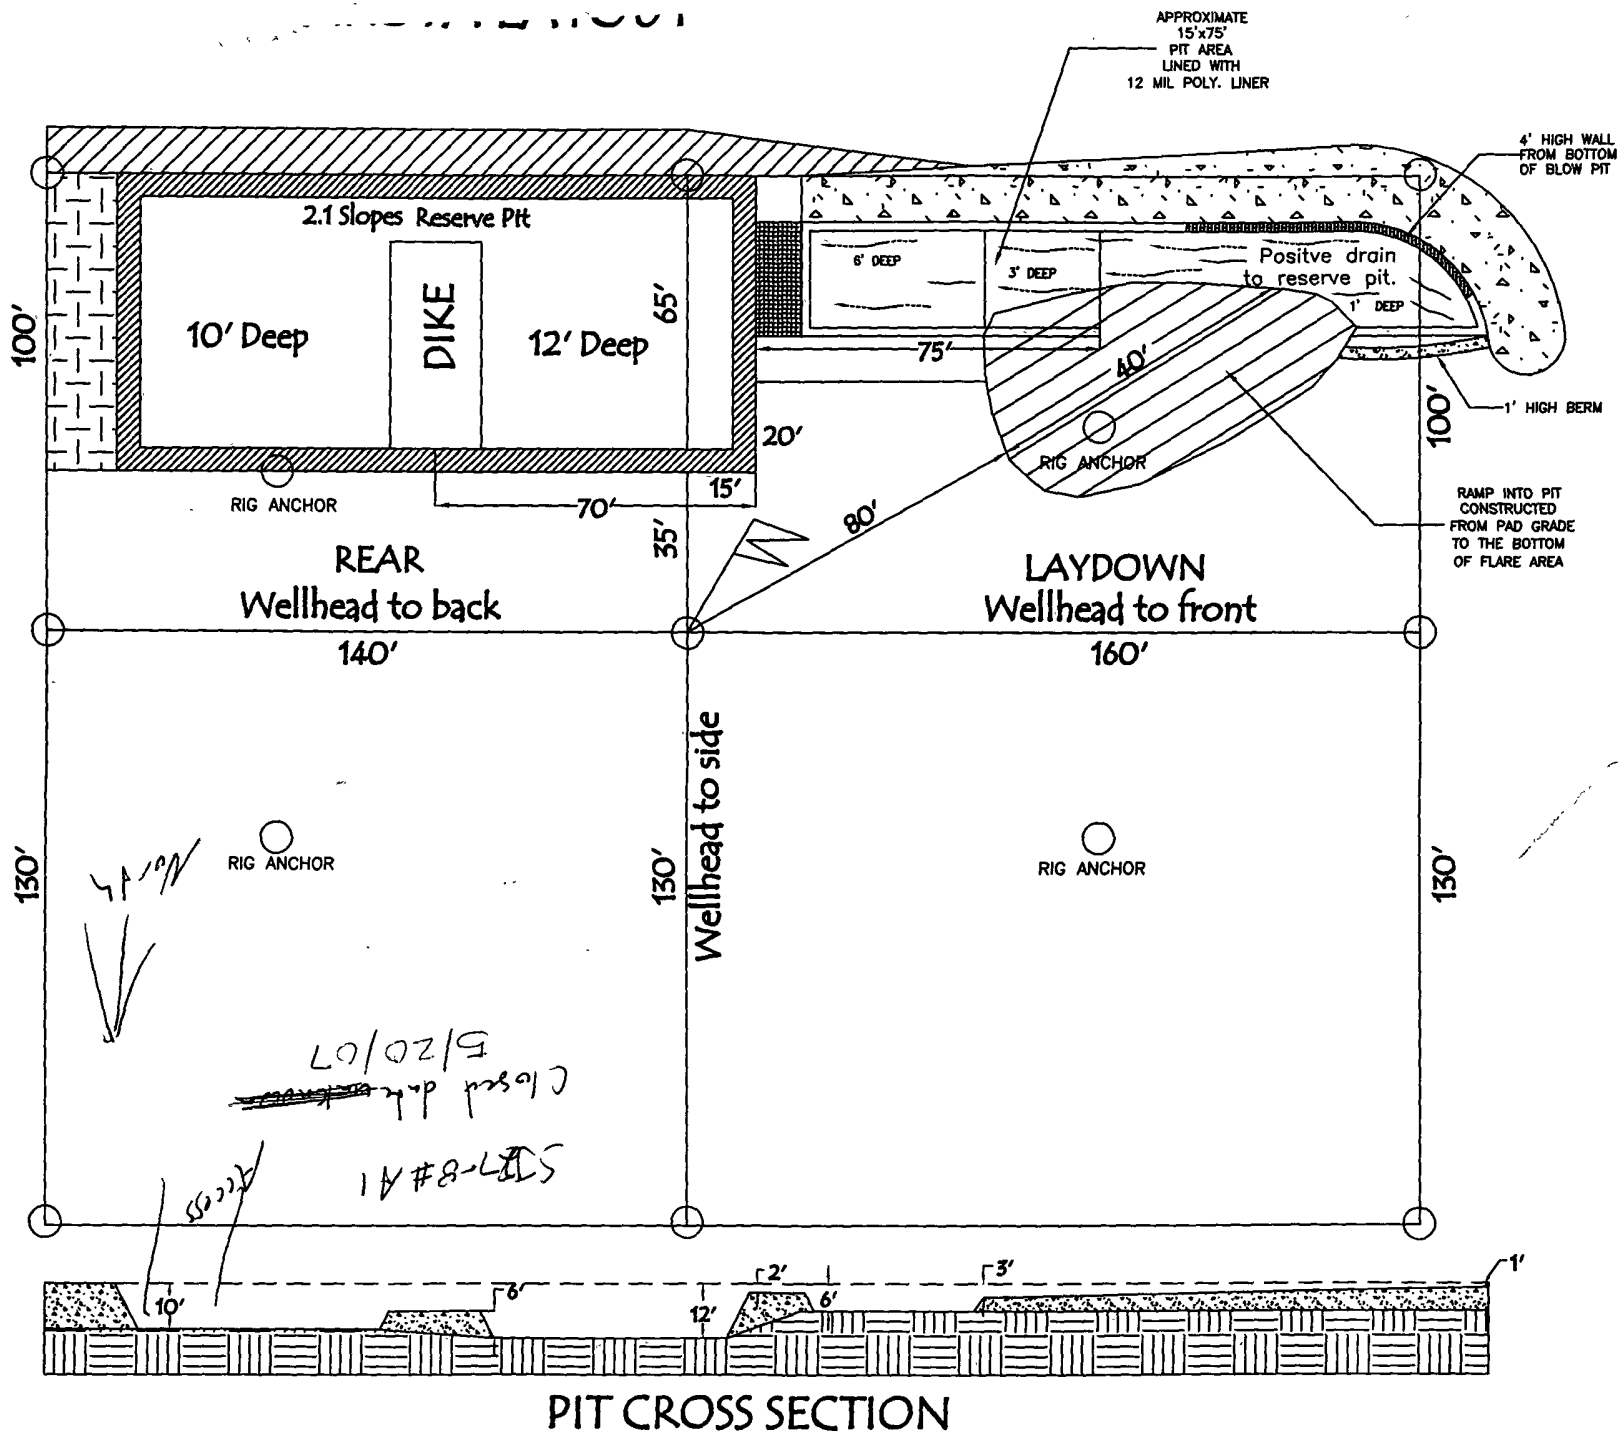 APPROXIMATE
15'x75'
PIT AREA
LINED WITH
12 MIL POLY. LINER
4' HIGH WALL
FROM BOTTOM
OF BLOW PIT
2.1 Slopes Reserve Pit
6' DEEP
3' DEEP
Positve drain
to reserve pit.
1' DEEP
100'
10' Deep
DIKE
12' Deep
65'
75'
40'
1' HIGH BERM
100'
20'
RIG ANCHOR
RIG ANCHOR
15'
70'
35'
80'
RAMP INTO PIT
CONSTRUCTED
FROM PAD GRADE
TO THE BOTTOM
OF FLARE AREA
REAR
Wellhead to back
LAYDOWN
Wellhead to front
140'
160'
Wellhead to side
130'
130'
130'
RIG ANCHOR
RIG ANCHOR
North
5/20/07
Closed date
7-8 #A1
Access
10'
6'
12'
2'
6'
3'
1'
PIT CROSS SECTION